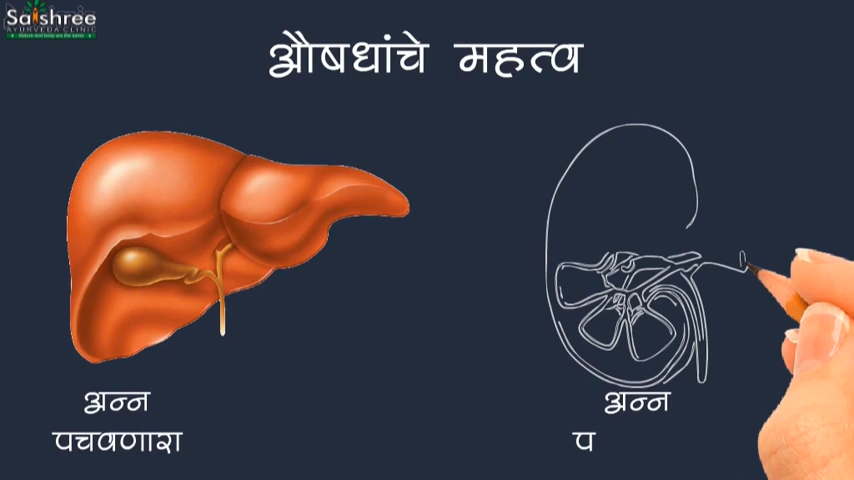 Saishree
AYURVEDA CLINIC
औषधांचे महत्व
अन्न
पचवणारा
अन्न
प